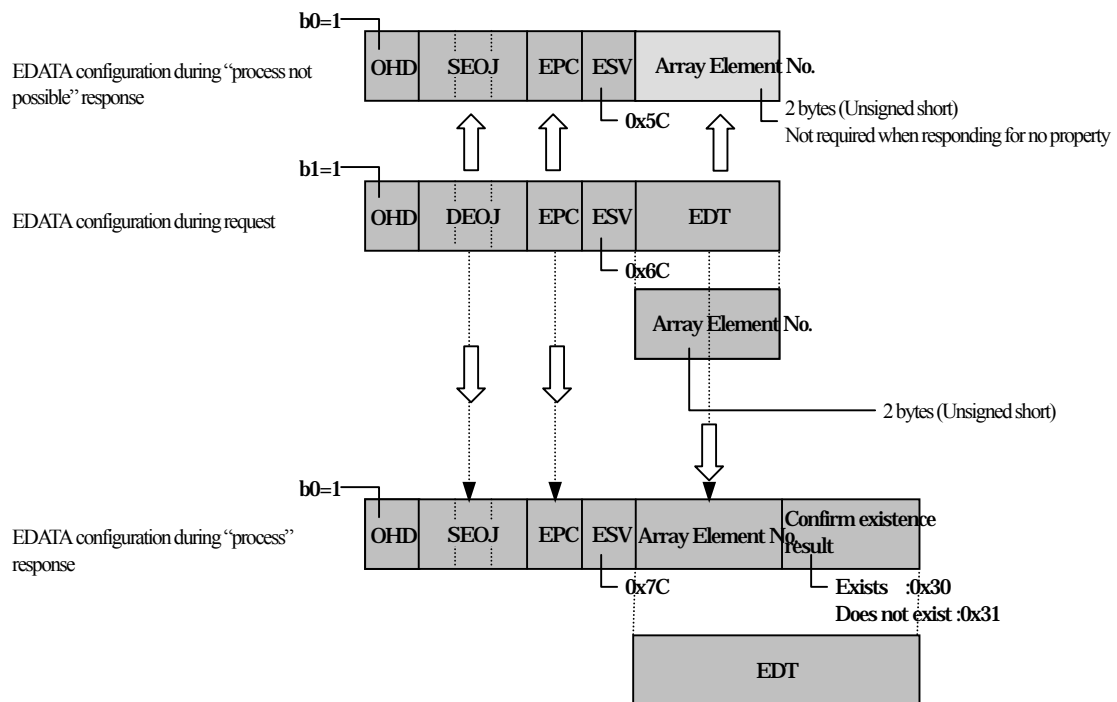 b0=1
EDATA configuration during “process not
possible” response
OHD SEOJ EPC ESV Array Element No.
0x5C
2 bytes (Unsigned short)
Not required when responding for no property
b1=1
EDATA configuration during request
OHD DEOJ EPC ESV EDT
0x6C
Array Element No.
2 bytes (Unsigned short)
b0=1
EDATA configuration during “process”
response
OHD SEOJ EPC ESV Array Element No.
Confirm existence
result
0x7C
Exists :0x30
Does not exist :0x31
EDT